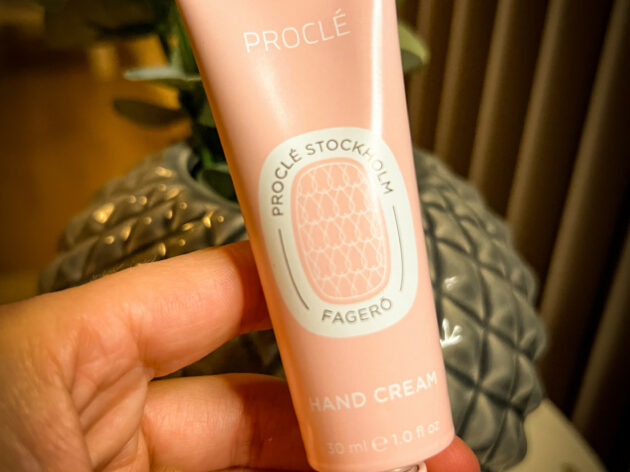 PROCLÉ
PROCLÉ STOCKHOLM
FAGERÖ
HAND CREAM
30 ml ℮ 1.0 fl oz